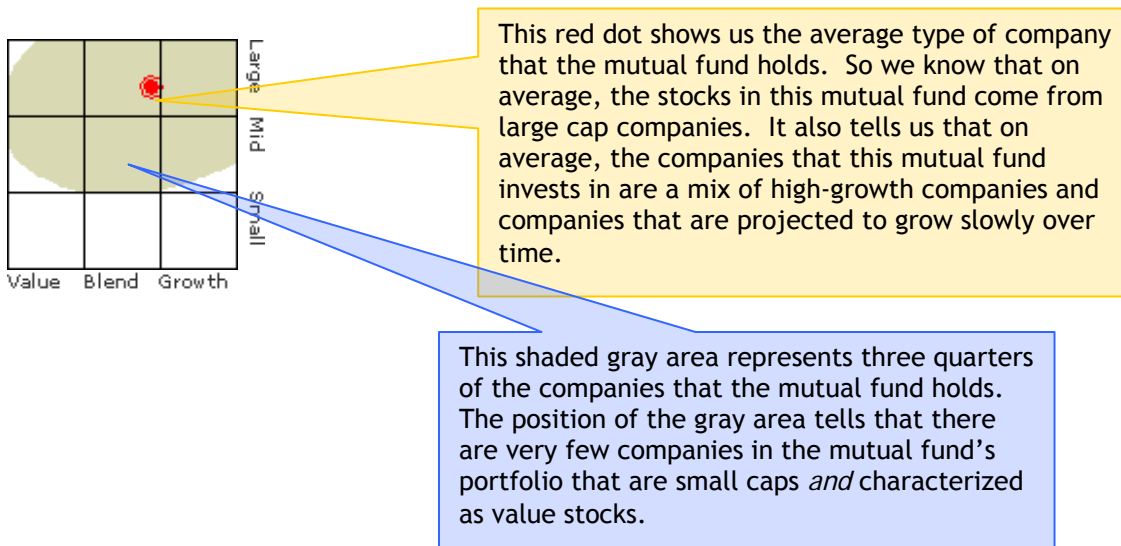 This red dot shows us the average type of company
that the mutual fund holds.  So we know that on
average, the stocks in this mutual fund come from
large cap companies.  It also tells us that on
average, the companies that this mutual fund
invests in are a mix of high-growth companies and
companies that are projected to grow slowly over
time.
Large
Mid
Small
Value Blend Growth
This shaded gray area represents three quarters
of the companies that the mutual fund holds.
The position of the gray area tells that there
are very few companies in the mutual fund’s
portfolio that are small caps and characterized
as value stocks.